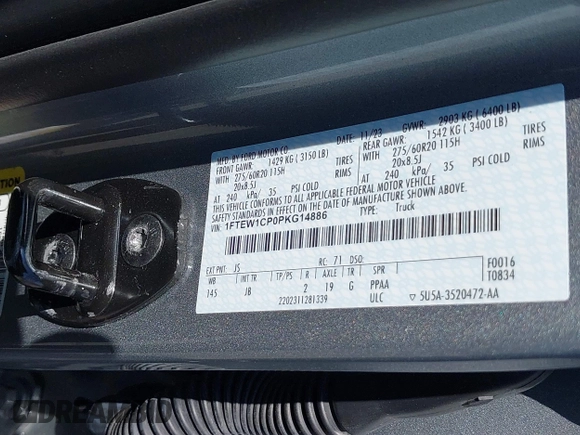 MFD. BY FORD MOTOR CO.
DATE: 11/23 GVWR: 2903 KG ( 6400 LB)
FRONT GAWR: 1429 KG ( 3150 LB)
REAR GAWR: 1542 KG ( 3400 LB)
WITH 275/60R20 115H TIRES
WITH 275/60R20 115H TIRES
20x8.5J RIMS
20x8.5J RIMS
AT 240 kPa/ 35 PSI COLD
AT 240 kPa/ 35 PSI COLD
THIS VEHICLE CONFORMS TO ALL APPLICABLE FEDERAL MOTOR VEHICLE
SAFETY STANDARDS IN EFFECT ON THE DATE OF MANUFACTURE SHOWN ABOVE.
VIN: 1FTEW1CP0PKG14886
TYPE: Truck
EXT PNT: JS RC: 71 DSO: F0016
WB INT TR TP/PS R AXLE TR SPR T0834
145 JB 2 19 G PPAA
2202311281339 ULC ▽ 5U5A-3520472-AA